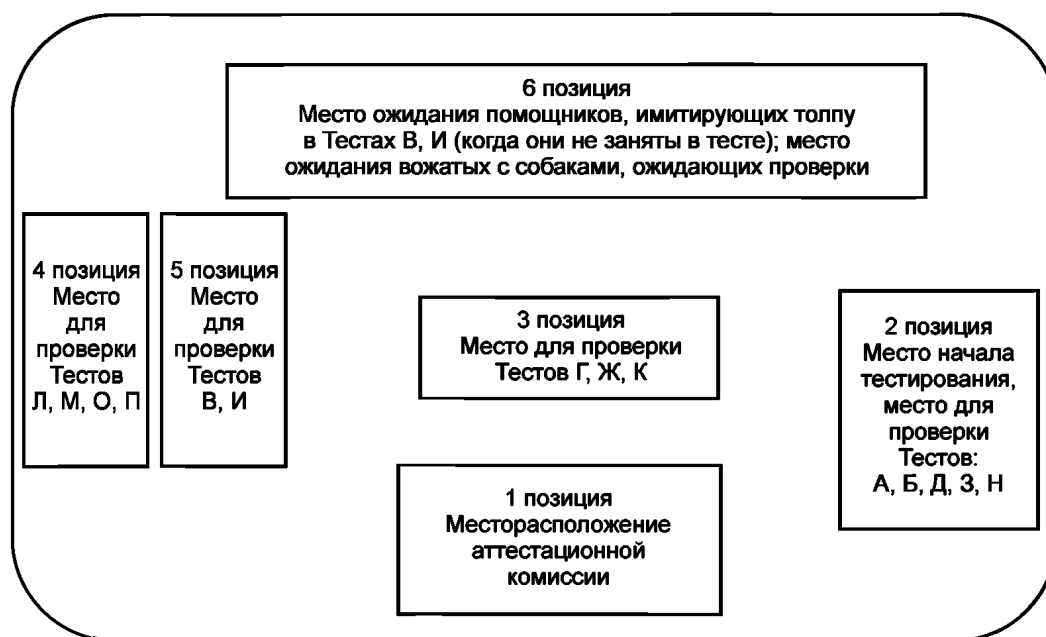 6 позиция
Место ожидания помощников, имитирующих толпу
в Тестах В, И (когда они не заняты в тесте); место
ожидания вожатых с собаками, ожидающих проверки
4 позиция
Место
для
проверки
Тестов
Л, М, О, П
5 позиция
Место
для
проверки
Тестов
В, И
3 позиция
Место для проверки
Тестов Г, Ж, К
2 позиция
Место начала
тестирования,
место для
проверки
Тестов:
А, Б, Д, З, Н
1 позиция
Месторасположение
аттестационной
комиссии